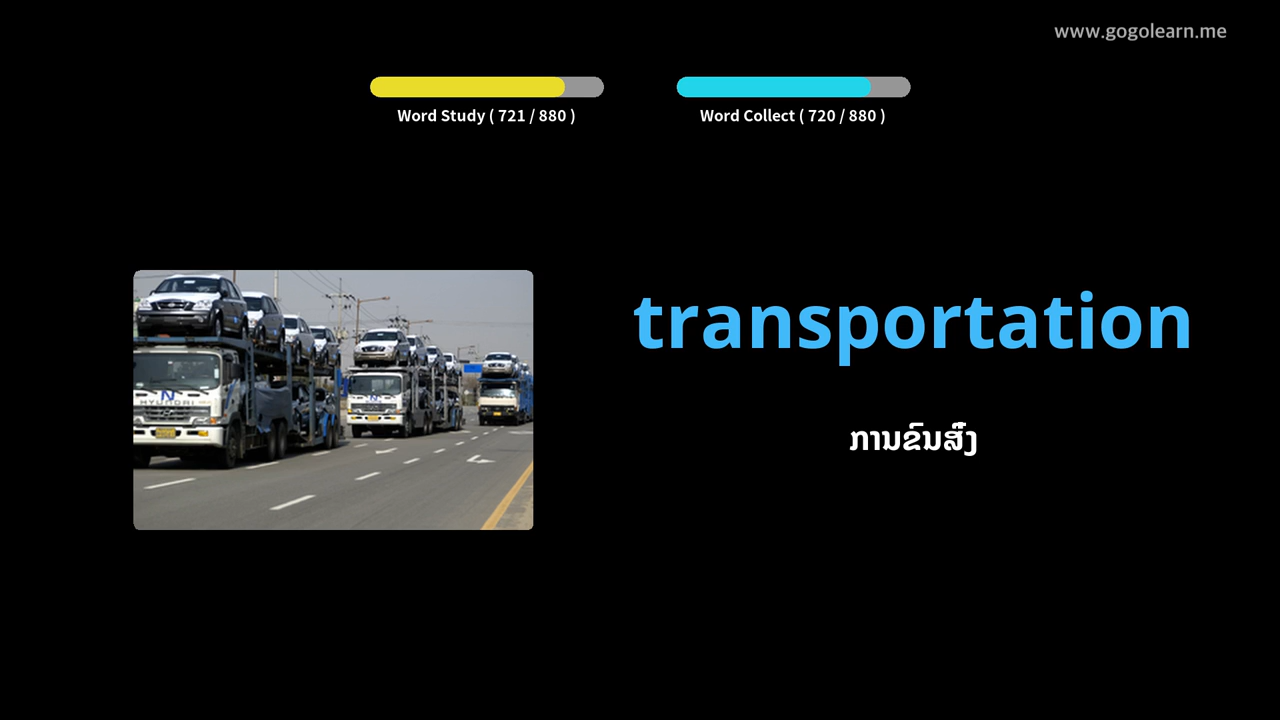 www.gogolearn.me
Word Study ( 721 / 880 )
Word Collect ( 720 / 880 )
transportation
ການຂົນສົ່ງ
HYUNDAI